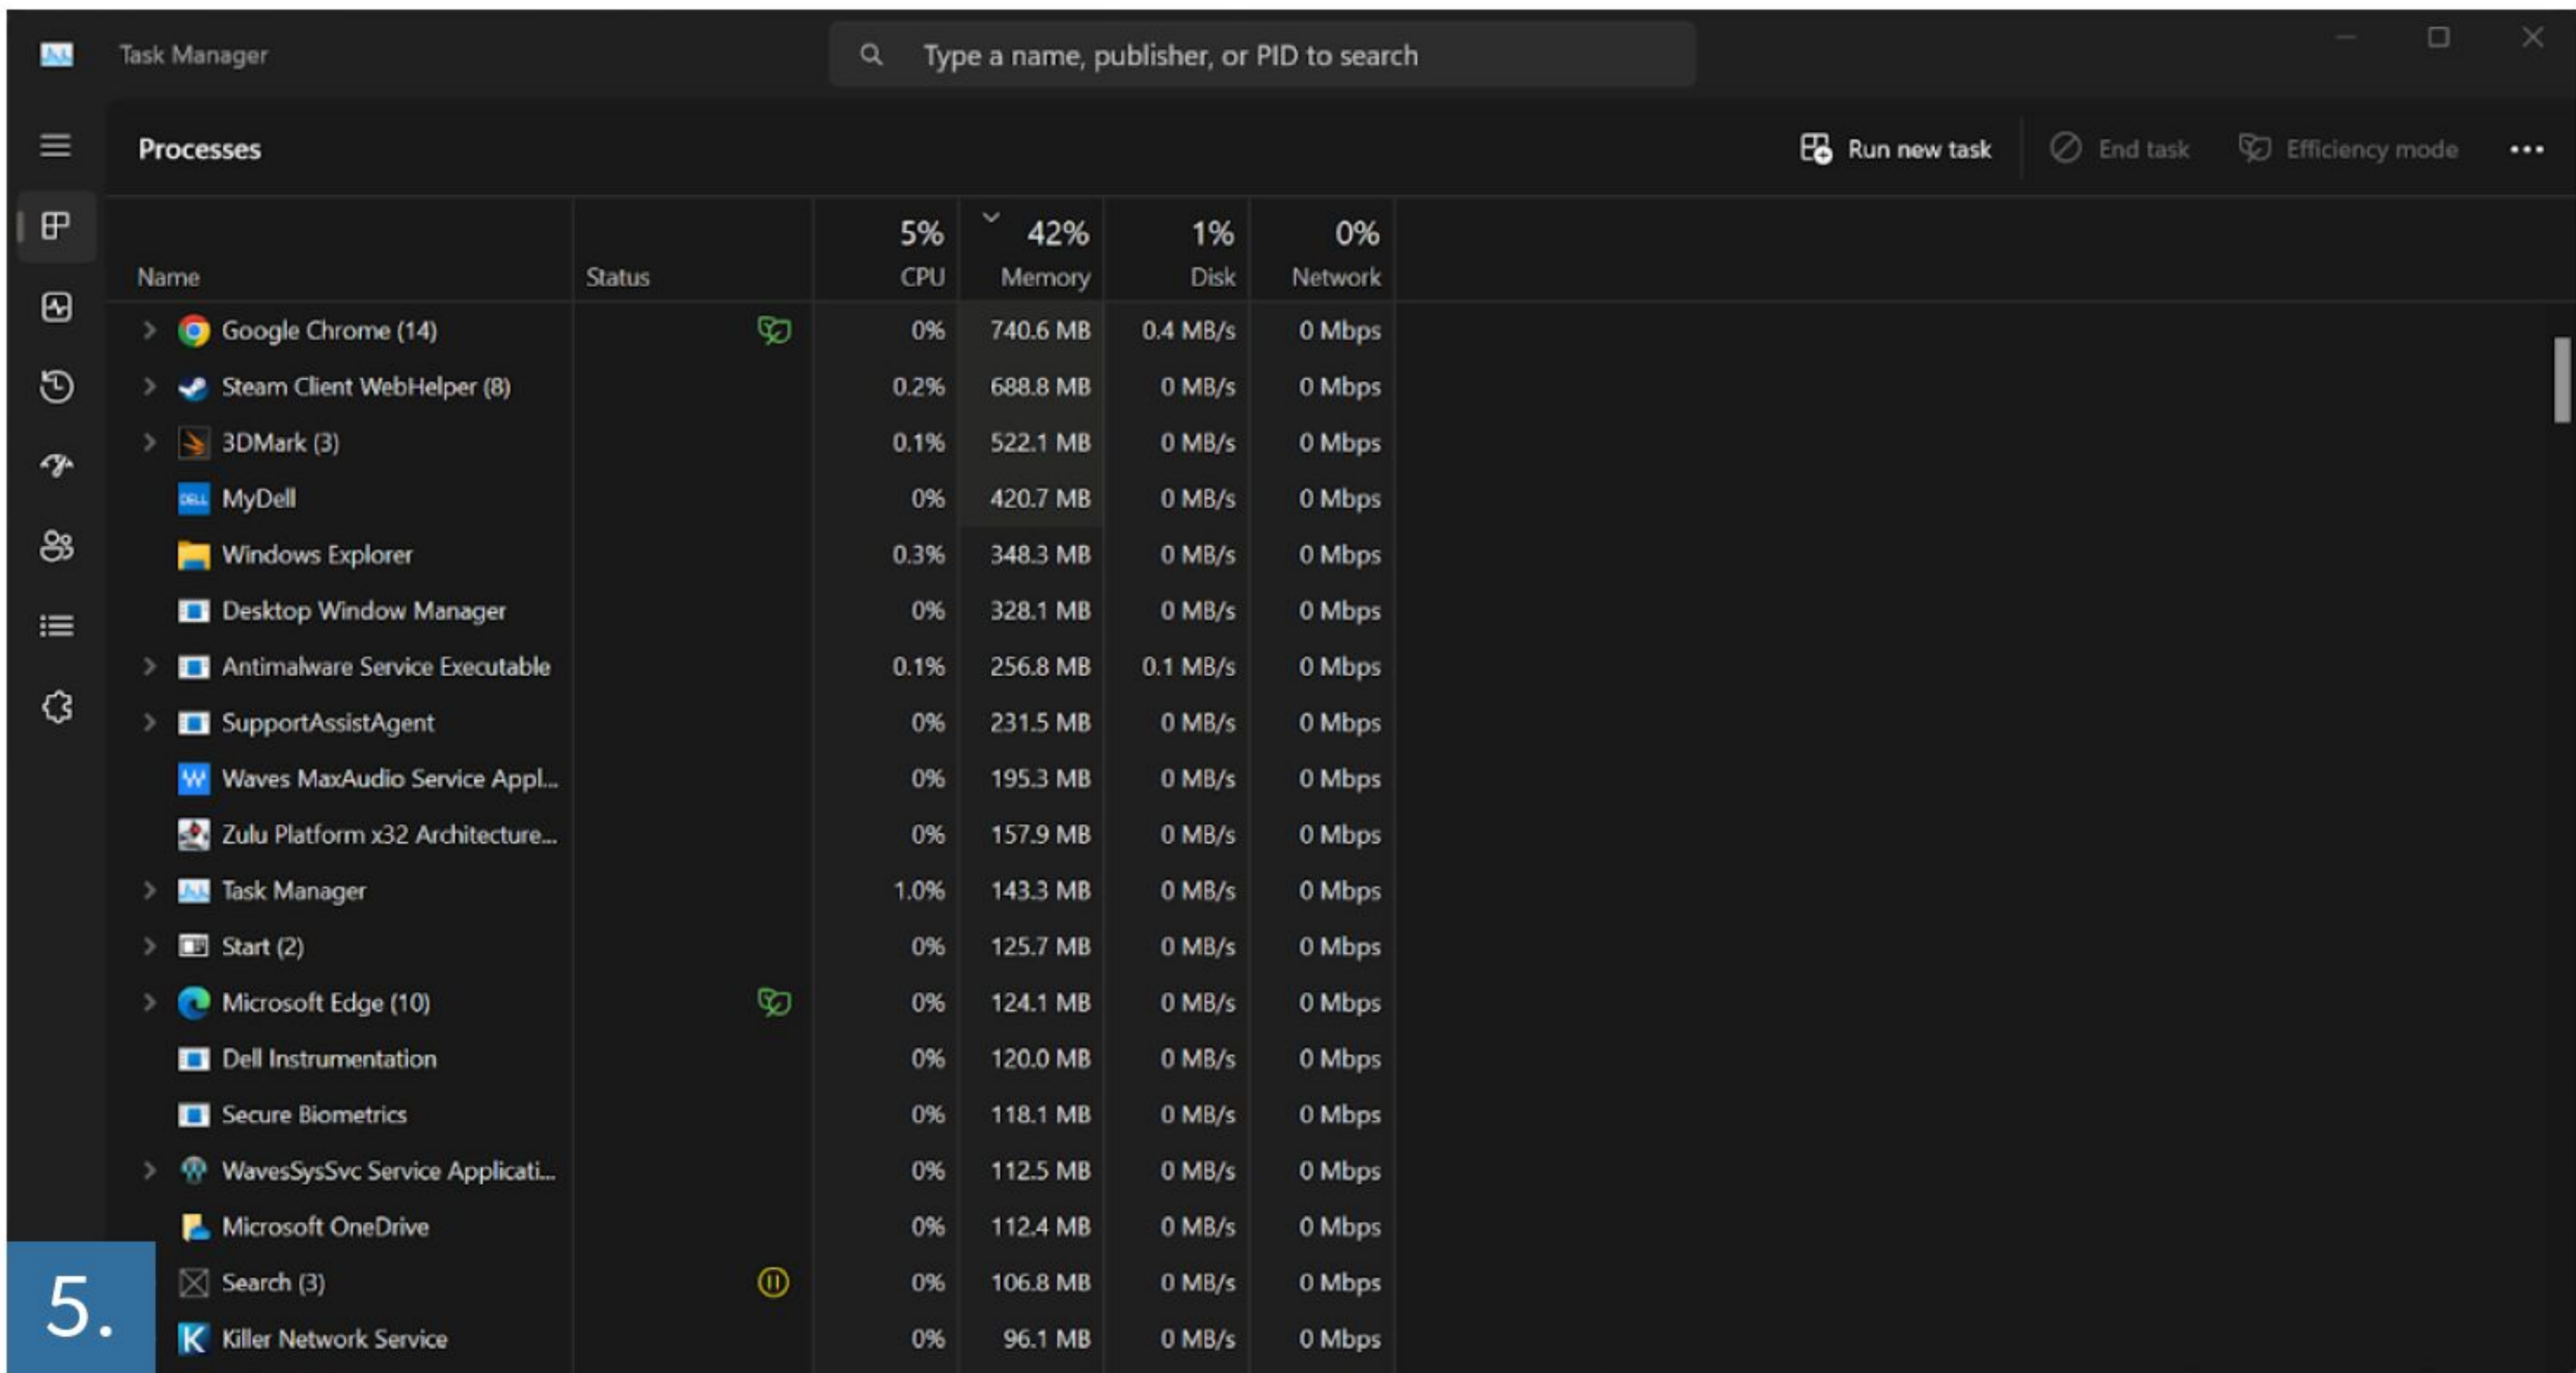 Task Manager
Type a name, publisher, or PID to search
Processes
Run new task
End task
Efficiency mode
5% 42% 1% 0%
Name Status CPU Memory Disk Network
Google Chrome (14) 0% 740.6 MB 0.4 MB/s 0 Mbps
Steam Client WebHelper (8) 0.2% 688.8 MB 0 MB/s 0 Mbps
3DMark (3) 0.1% 522.1 MB 0 MB/s 0 Mbps
DELL MyDell 0% 420.7 MB 0 MB/s 0 Mbps
Windows Explorer 0.3% 348.3 MB 0 MB/s 0 Mbps
Desktop Window Manager 0% 328.1 MB 0 MB/s 0 Mbps
Antimalware Service Executable 0.1% 256.8 MB 0.1 MB/s 0 Mbps
SupportAssistAgent 0% 231.5 MB 0 MB/s 0 Mbps
Waves MaxAudio Service Appl... 0% 195.3 MB 0 MB/s 0 Mbps
Zulu Platform x32 Architecture... 0% 157.9 MB 0 MB/s 0 Mbps
Task Manager 1.0% 143.3 MB 0 MB/s 0 Mbps
Start (2) 0% 125.7 MB 0 MB/s 0 Mbps
Microsoft Edge (10) 0% 124.1 MB 0 MB/s 0 Mbps
Dell Instrumentation 0% 120.0 MB 0 MB/s 0 Mbps
Secure Biometrics 0% 118.1 MB 0 MB/s 0 Mbps
WavesSysSvc Service Applicati... 0% 112.5 MB 0 MB/s 0 Mbps
Microsoft OneDrive 0% 112.4 MB 0 MB/s 0 Mbps
Search (3) 0% 106.8 MB 0 MB/s 0 Mbps
K Killer Network Service 0% 96.1 MB 0 MB/s 0 Mbps
5.